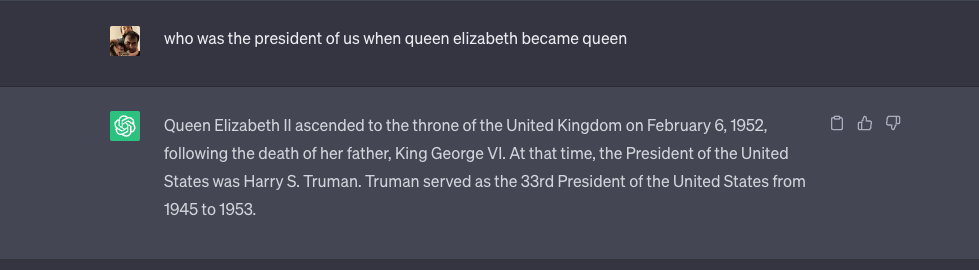 who was the president of us when queen elizabeth became queen
Queen Elizabeth II ascended to the throne of the United Kingdom on February 6, 1952,
following the death of her father, King George VI. At that time, the President of the United
States was Harry S. Truman. Truman served as the 33rd President of the United States from
1945 to 1953.